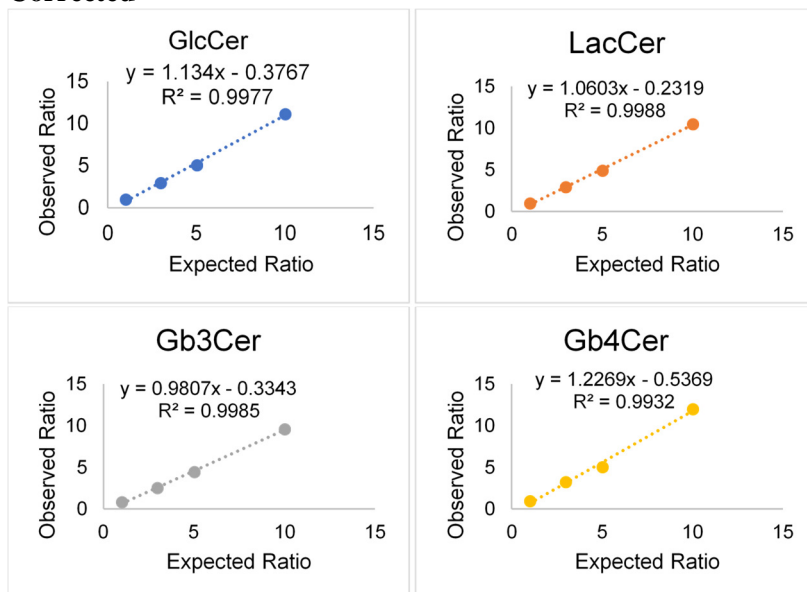 GlcCer
y = 1.134x - 0.3767
R² = 0.9977
Observed Ratio
15
10
5
0
0 5 10 15
Expected Ratio
LacCer
y = 1.0603x - 0.2319
R² = 0.9988
Observed Ratio
15
10
5
0
0 5 10 15
Expected Ratio
Gb3Cer
y = 0.9807x - 0.3343
R² = 0.9985
Observed Ratio
15
10
5
0
0 5 10 15
Expected Ratio
Gb4Cer
y = 1.2269x - 0.5369
R² = 0.9932
Observed Ratio
15
10
5
0
0 5 10 15
Expected Ratio